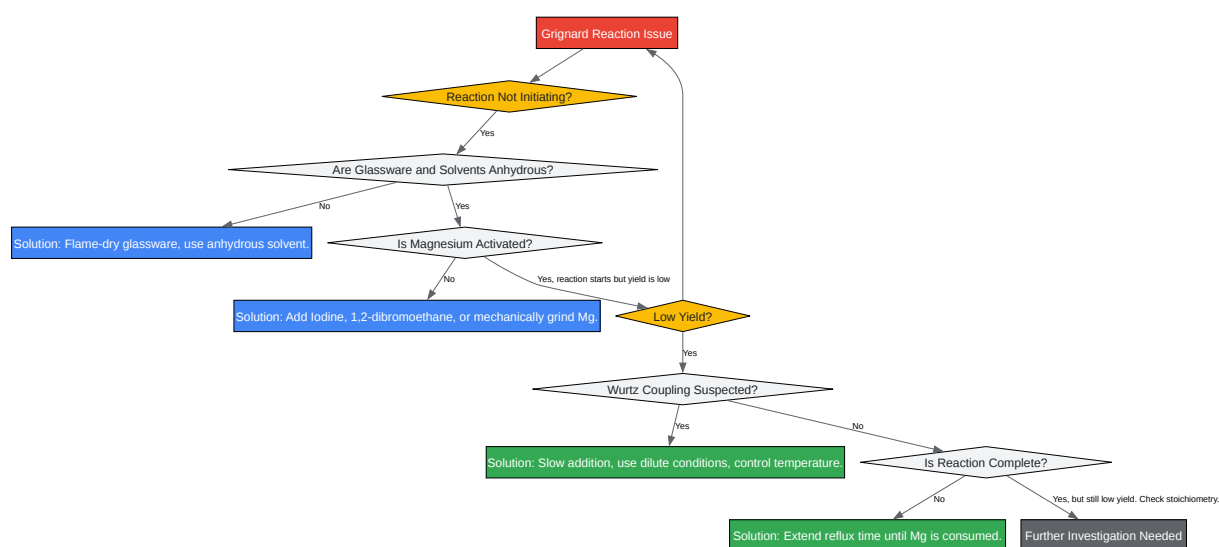 Grignard Reaction Issue
Reaction Not Initiating?
Yes
Are Glassware and Solvents Anhydrous?
No
Yes
Solution: Flame-dry glassware, use anhydrous solvent.
Is Magnesium Activated?
No
Yes, reaction starts but yield is low
Solution: Add Iodine, 1,2-dibromoethane, or mechanically grind Mg.
Low Yield?
Yes
Wurtz Coupling Suspected?
Yes
No
Solution: Slow addition, use dilute conditions, control temperature.
Is Reaction Complete?
No
Yes, but still low yield. Check stoichiometry.
Solution: Extend reflux time until Mg is consumed.
Further Investigation Needed